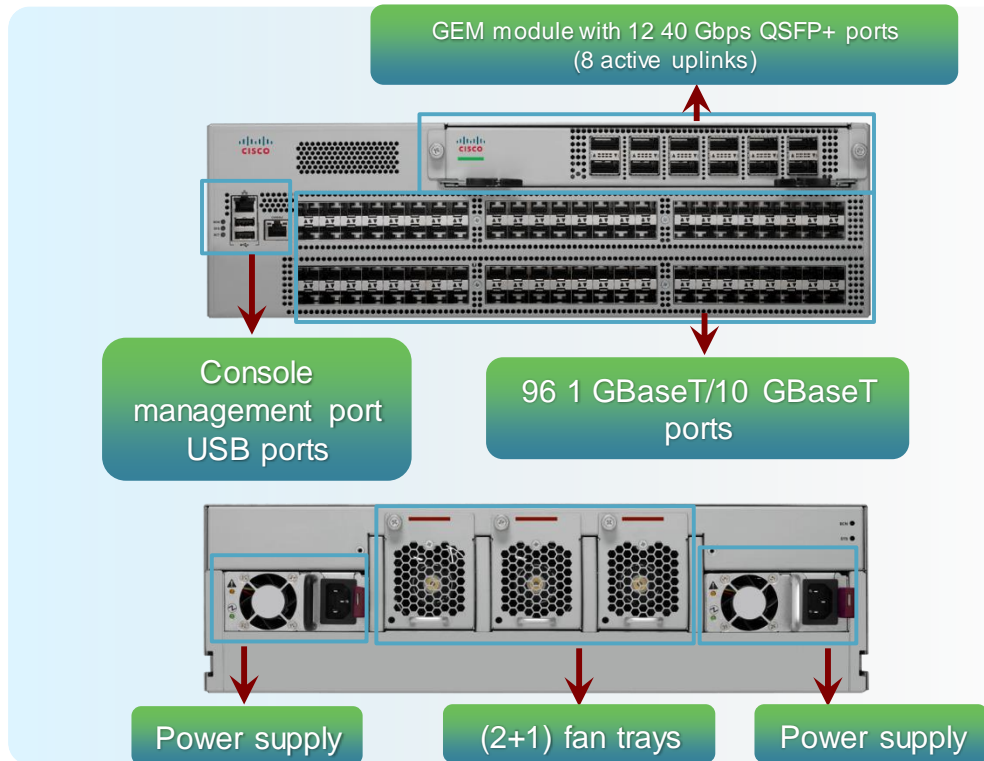 GEM module with 12 40 Gbps QSFP+ ports
(8 active uplinks)
CISCO
CISCO
Console
management port
USB ports
96 1 GBaseT/10 GBaseT
ports
Power supply
(2+1) fan trays
Power supply